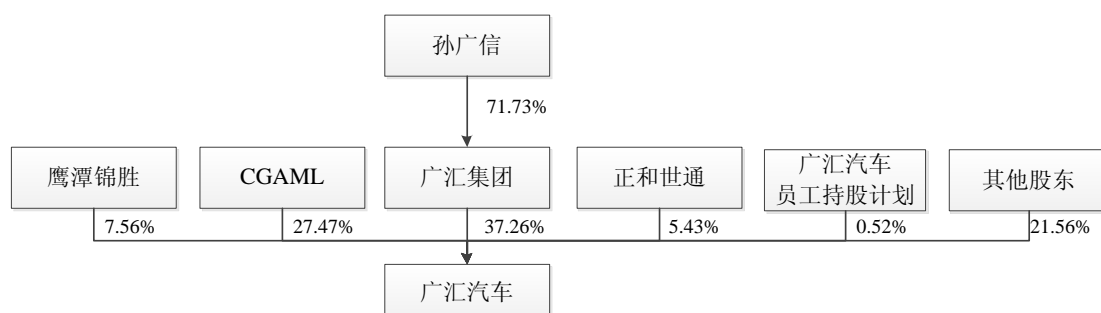 孙广信
71.73%
鹰潭锦胜
CGAML
广汇集团
正和世通
广汇汽车
员工持股计划
其他股东
7.56%
27.47%
37.26%
5.43%
0.52%
21.56%
广汇汽车